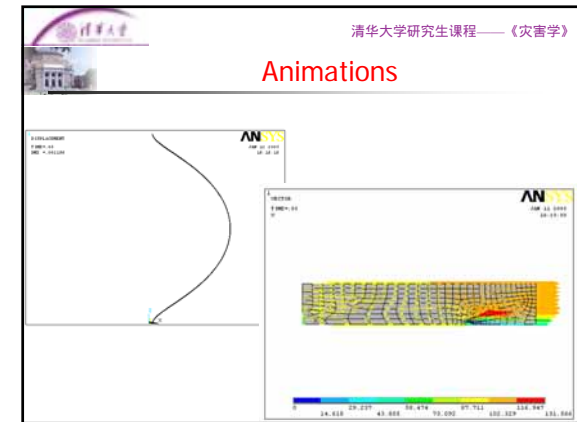 清华大学
清华大学研究生课程——《灾害学》
Animations
DISPLACEMENT
ANSYS
1
VECTOR
ANSYS
0
29.237
58.474
87.711
116.947
14.618
43.855
73.092
102.329
131.566